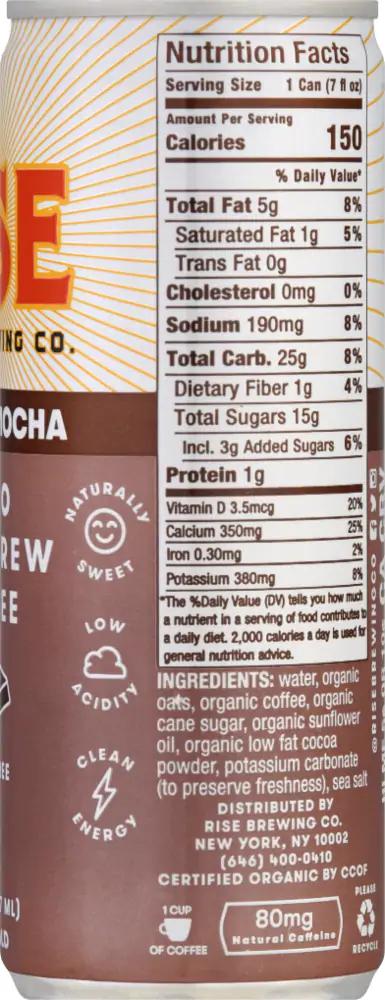 SE
ING CO.
OCHA
O
REW
EE
NATURALLY
SWEET
LOW
ACIDITY
CLEAN
ENERGY
EE
7 ML)
LD
Nutrition Facts
Serving Size 1 Can (7 fl oz)
Amount Per Serving
Calories 150
% Daily Value*
Total Fat 5g 8%
Saturated Fat 1g 5%
Trans Fat 0g
Cholesterol 0mg 0%
Sodium 190mg 8%
Total Carb. 25g 8%
Dietary Fiber 1g 4%
Total Sugars 15g
Incl. 3g Added Sugars 6%
Protein 1g
Vitamin D 3.5mcg 20%
Calcium 350mg 25%
Iron 0.30mg 2%
Potassium 380mg 8%
*The %Daily Value (DV) tells you how much
a nutrient in a serving of food contributes to
a daily diet. 2,000 calories a day is used for
general nutrition advice.
INGREDIENTS: water, organic
oats, organic coffee, organic
cane sugar, organic sunflower
oil, organic low fat cocoa
powder, potassium carbonate
(to preserve freshness), sea salt
DISTRIBUTED BY
RISE BREWING CO.
NEW YORK, NY 10002
(646) 400-0410
CERTIFIED ORGANIC BY CCOF
1 CUP
OF COFFEE
80mg
Natural Caffeine
PLEASE
RECYCLE
@RISEBREWINGCO